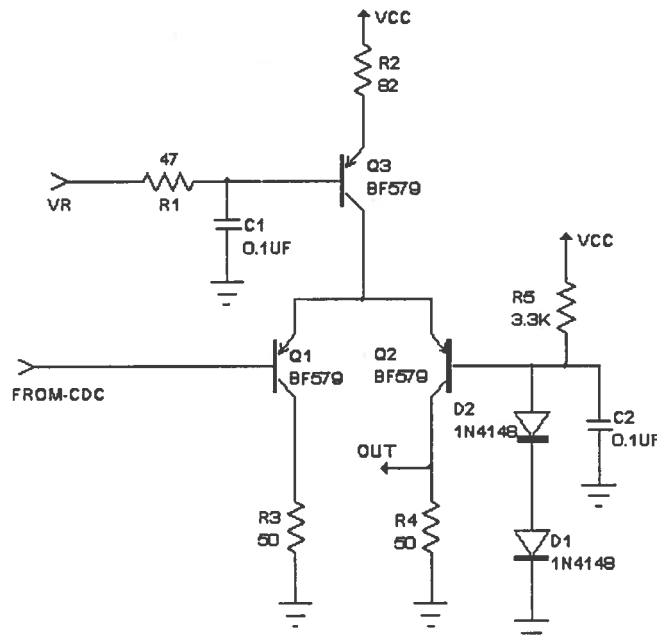 VCC
R2
82
47
R1
VR
Q3
BF579
C1
0.1UF
VCC
R5
3.3K
Q1
BF579
Q2
BF579
FROM-CDC
D2
1N4148
C2
0.1UF
OUT
R3
50
R4
50
D1
1N4148